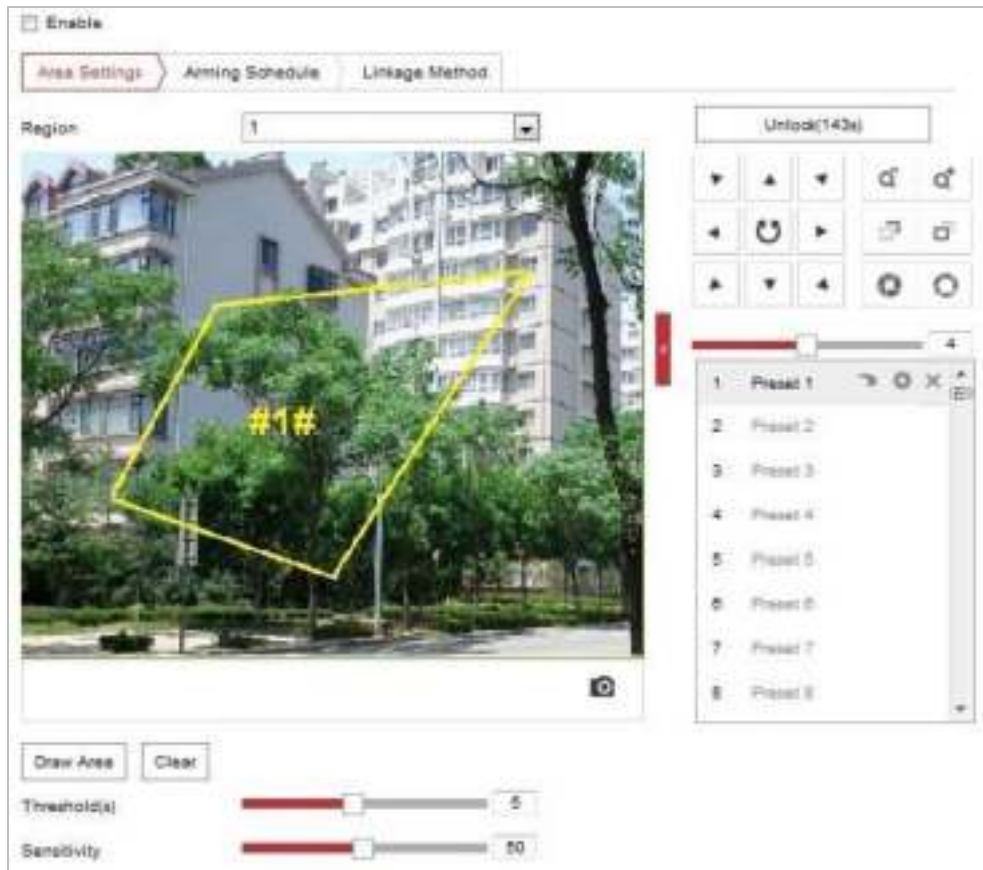 Enable
Area Settings
Arming Schedule
Linkage Method
Region
1
Unlock(143s)
#1#
4
1 Preset 1
2 Preset 2
3 Preset 3
4 Preset 4
5 Preset 5
6 Preset 6
7 Preset 7
8 Preset 8
Draw Area
Clear
Threshold(s)
5
Sensitivity
50